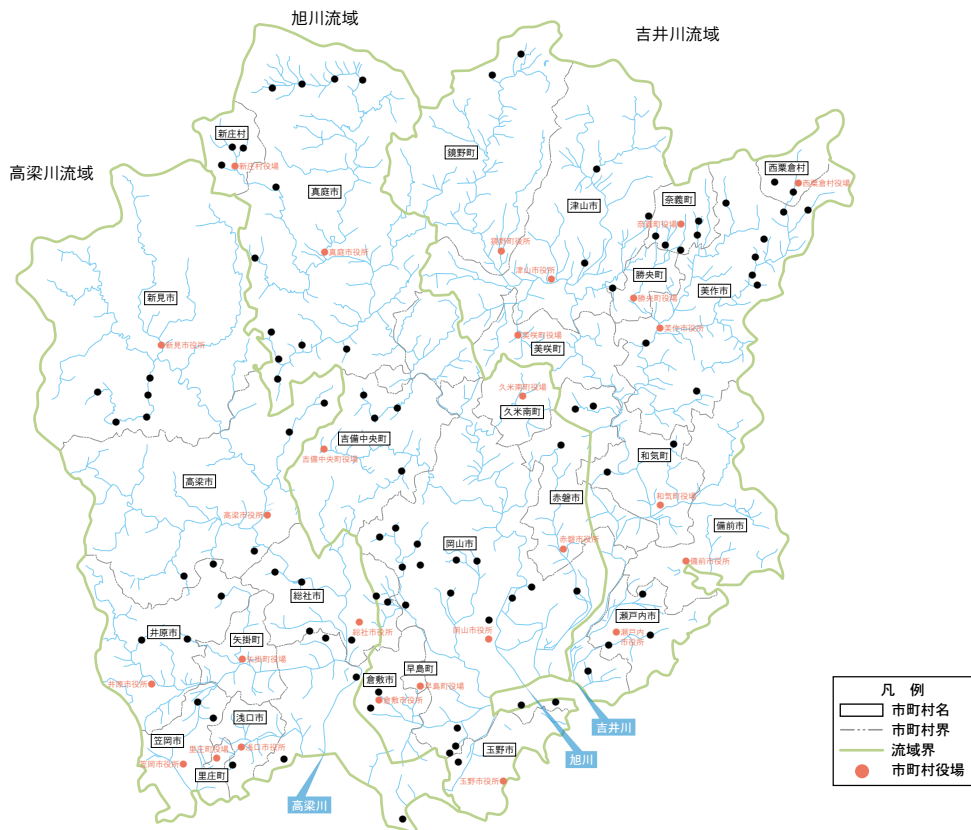 旭川流域
吉井川流域
高梁川流域
新庄村
新庄村役場
真庭市
真庭市役所
鏡野町
鏡野町役所
津山市
津山市役所
奈義町
奈義町役場
西粟倉村
西粟倉村役場
勝央町
勝央町役場
美作市
美作市役所
美咲町役場
美咲町
新見市
新見市役所
久米南町役場
久米南町
吉備中央町
吉備中央町役場
和気町
和気町役場
高梁市
高梁市役所
赤磐市
赤磐市役所
備前市
備前市役所
岡山市
岡山市役所
総社市
総社市役所
瀬戸内市
瀬戸内
市役所
井原市
井原市役所
矢掛町
矢掛町役場
早島町
早島町役場
倉敷市
倉敷市役所
浅口市
浅口市役所
笠岡市
笠岡市役所
里庄町役場
里庄町
玉野市
玉野市役所
吉井川
旭川
高梁川
凡 例
市町村名
市町村界
流域界
市町村役場